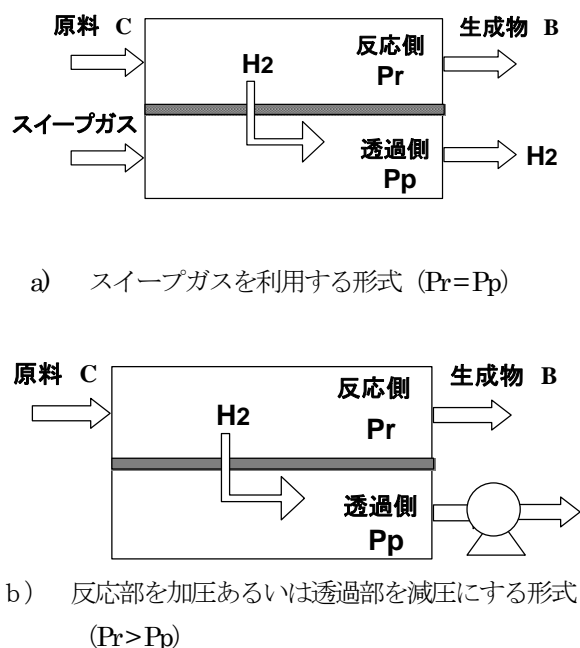 原料 C
生成物 B
反応側
Pr
H2
スイープガス
透過側
Pp
H2
a) スイープガスを利用する形式 (Pr=Pp)
原料 C
生成物 B
反応側
Pr
H2
透過側
Pp
b) 反応部を加圧あるいは透過部を減圧にする形式
(Pr>Pp)